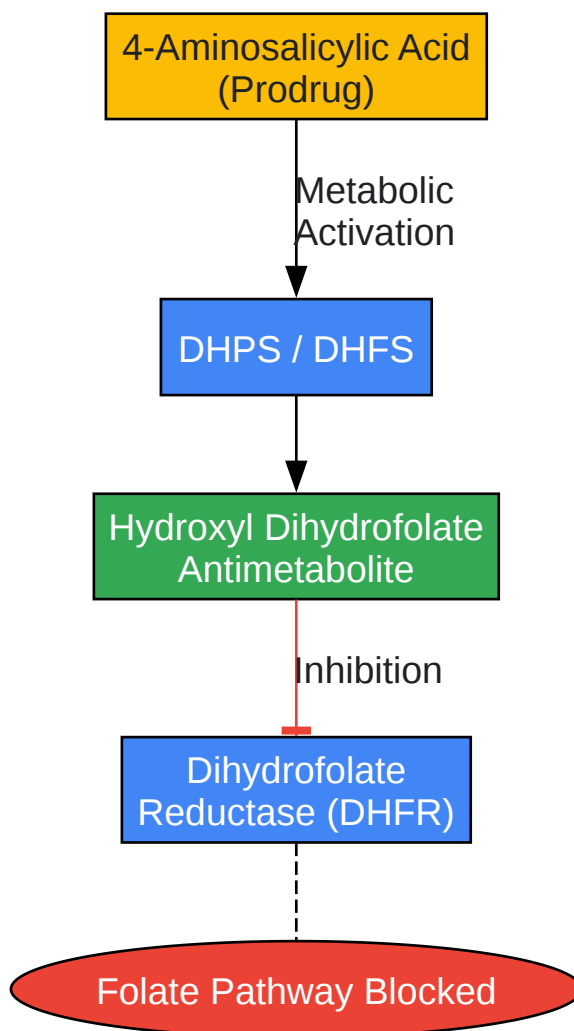 4-Aminosalicylic Acid
(Prodrug)
Metabolic
Activation
DHPS / DHFS
Hydroxyl Dihydrofolate
Antimetabolite
Inhibition
Dihydrofolate
Reductase (DHFR)
Folate Pathway Blocked